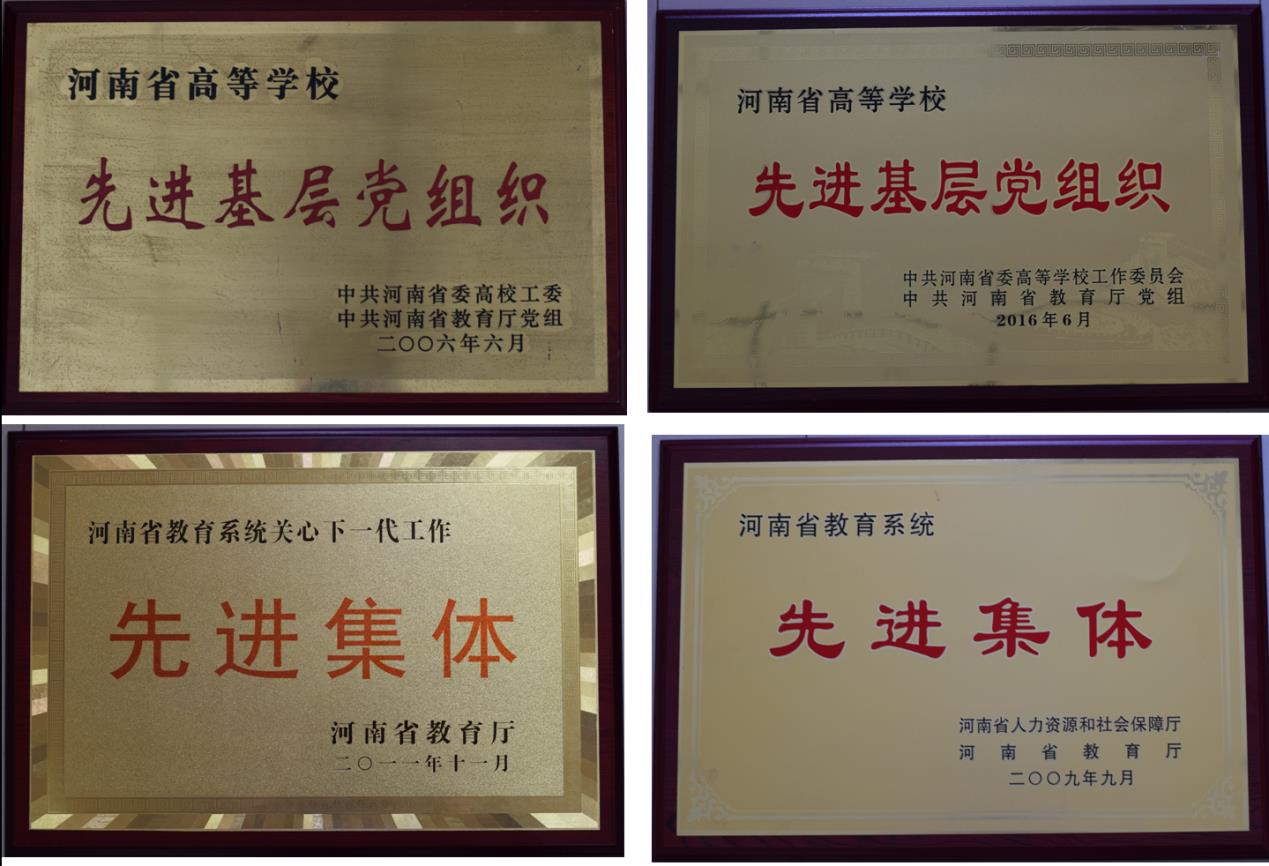 河南省高等学校
先进基层党组织
中共河南省委高校工委
中共河南省教育厅党组
二〇〇六年六月
河南省高等学校
先进基层党组织
中共河南省委高等学校工作委员会
中共河南省教育厅党组
2016年6月
河南省教育系统关心下一代工作
先进集体
河南省教育厅
二〇一一年十一月
河南省教育系统
先进集体
河南省人力资源和社会保障厅
河南省教育厅
二〇〇九年九月